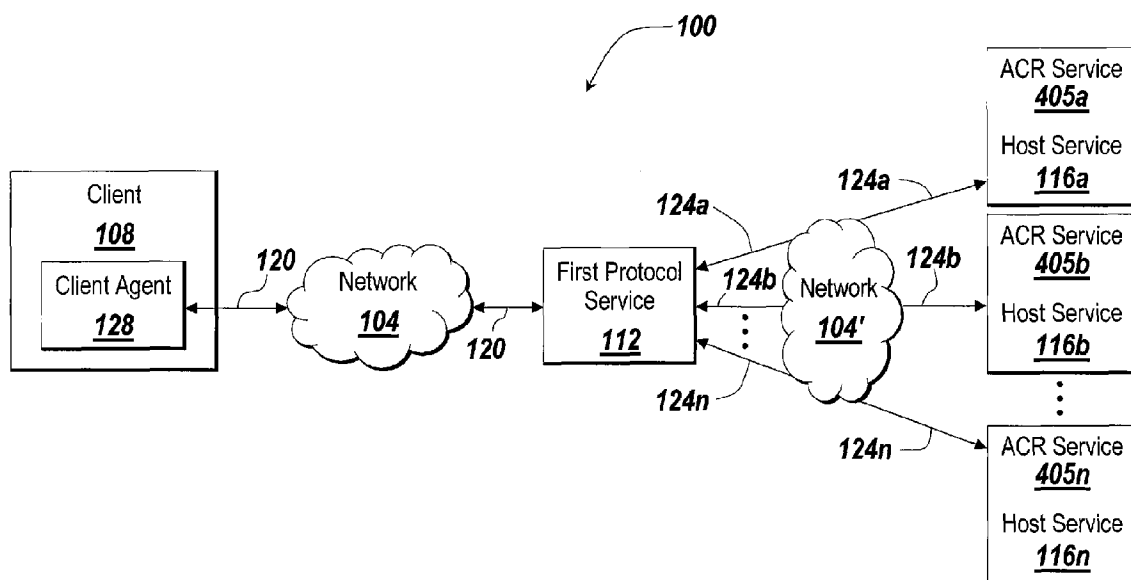 100
Client
108
Client Agent
128
120
Network
104
120
First Protocol
Service
112
124a
124b
124n
Network
104'
124a
124b
124n
ACR Service
405a
Host Service
116a
ACR Service
405b
Host Service
116b
ACR Service
405n
Host Service
116n